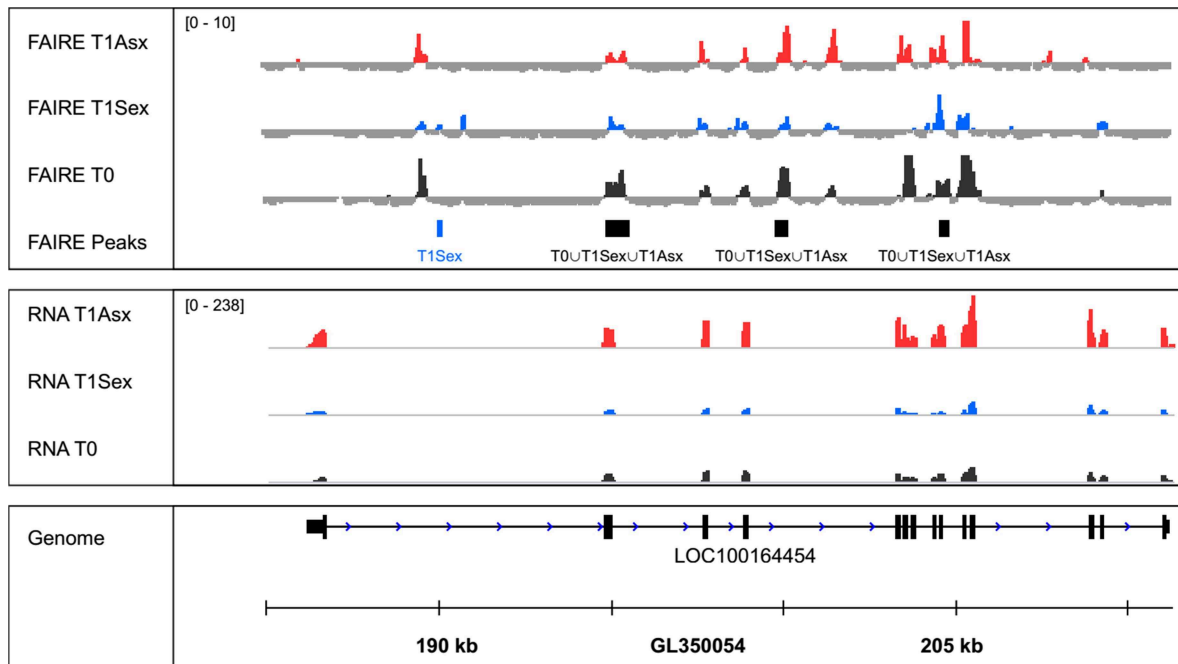 [0 - 10]
FAIRE T1Asx
FAIRE T1Sex
FAIRE T0
FAIRE Peaks
T1Sex T0∪T1Sex∪T1Asx T0∪T1Sex∪T1Asx T0∪T1Sex∪T1Asx
[0 - 238]
RNA T1Asx
RNA T1Sex
RNA T0
Genome
LOC100164454
190 kb GL350054 205 kb